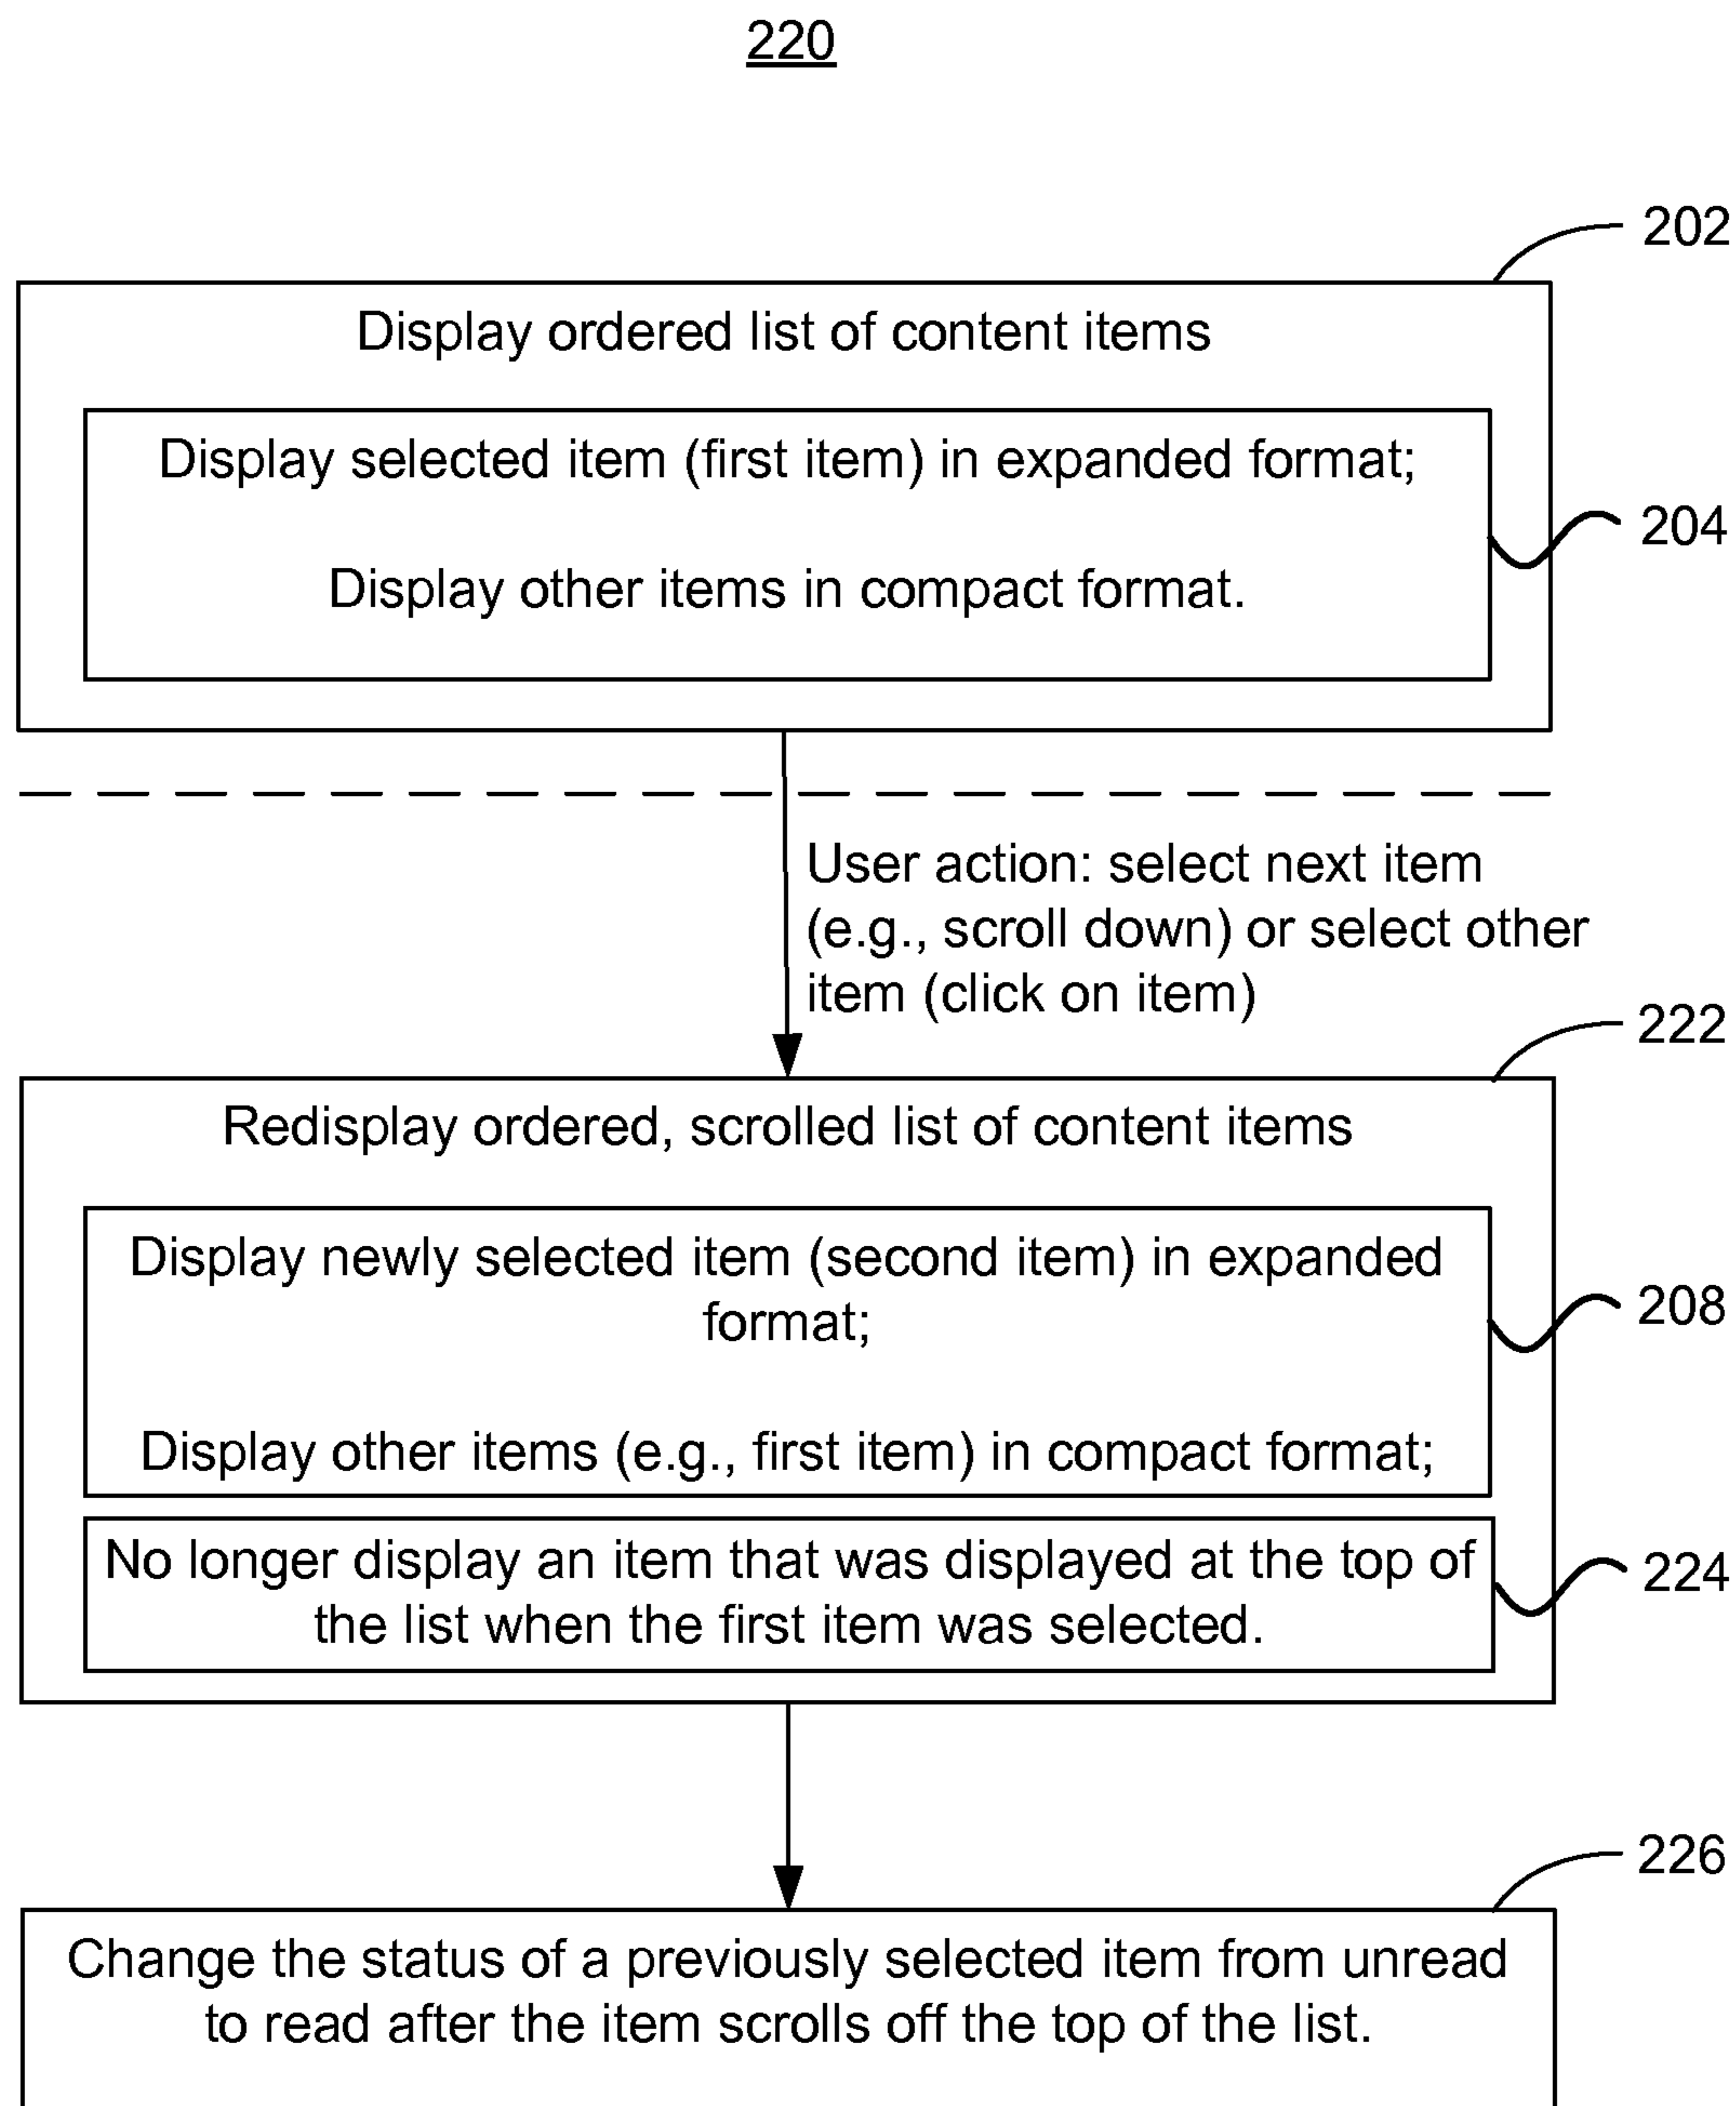 220
202
Display ordered list of content items
Display selected item (first item) in expanded format;
204
Display other items in compact format.
User action: select next item
(e.g., scroll down) or select other
item (click on item)
222
Redisplay ordered, scrolled list of content items
Display newly selected item (second item) in expanded
format;
208
Display other items (e.g., first item) in compact format;
No longer display an item that was displayed at the top of
224
the list when the first item was selected.
226
Change the status of a previously selected item from unread
to read after the item scrolls off the top of the list.